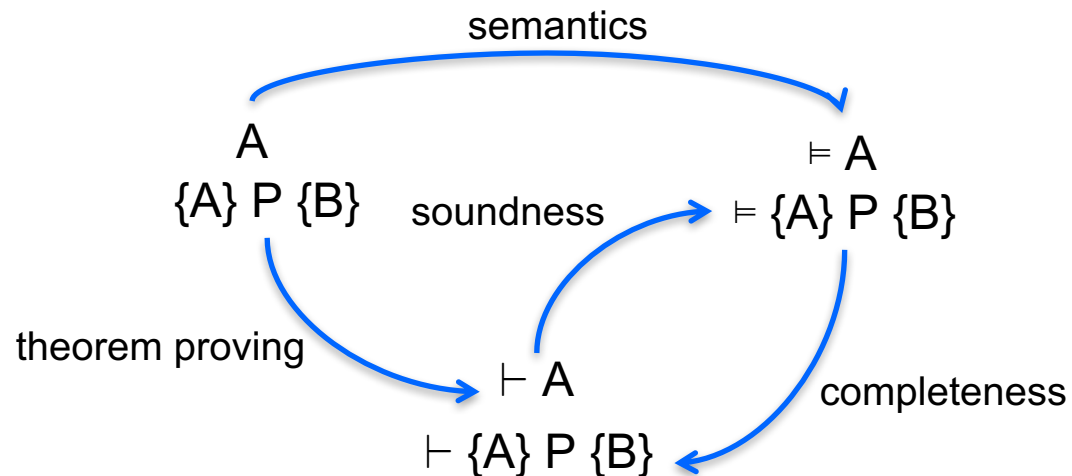 semantics
A
{A} P {B}
⊨ A
⊨ {A} P {B}
soundness
theorem proving
⊢ A
⊢ {A} P {B}
completeness